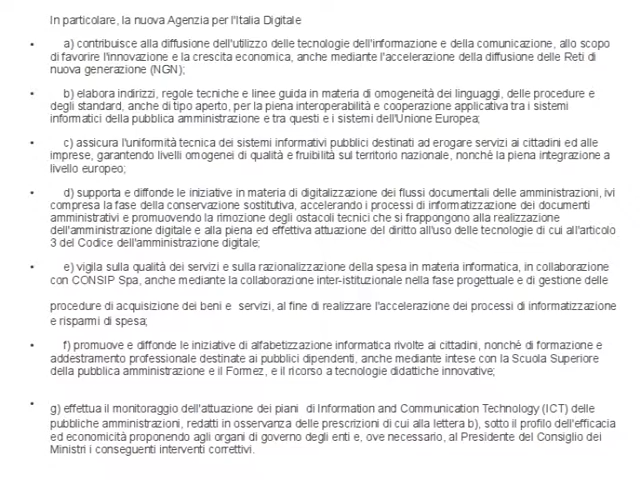 In particolare, la nuova Agenzia per l'Italia Digitale
• a) contribuisce alla diffusione dell'utilizzo delle tecnologie dell'informazione e della comunicazione, allo scopo
di favorire l'innovazione e la crescita economica, anche mediante l'accelerazione della diffusione delle Reti di
nuova generazione (NGN);
• b) elabora indirizzi, regole tecniche e linee guida in materia di omogeneità dei linguaggi, delle procedure e
degli standard, anche di tipo aperto, per la piena interoperabilità e cooperazione applicativa tra i sistemi
informatici della pubblica amministrazione e tra questi e i sistemi dell'Unione Europea;
• c) assicura l'uniformità tecnica dei sistemi informativi pubblici destinati ad erogare servizi ai cittadini ed alle
imprese, garantendo livelli omogenei di qualità e fruibilità sul territorio nazionale, nonchè la piena integrazione a
livello europeo;
• d) supporta e diffonde le iniziative in materia di digitalizzazione dei flussi documentali delle amministrazioni, ivi
compresa la fase della conservazione sostitutiva, accelerando i processi di informatizzazione dei documenti
amministrativi e promuovendo la rimozione degli ostacoli tecnici che si frappongono alla realizzazione
dell'amministrazione digitale e alla piena ed effettiva attuazione del diritto all'uso delle tecnologie di cui all'articolo
3 del Codice dell'amministrazione digitale;
• e) vigila sulla qualità dei servizi e sulla razionalizzazione della spesa in materia informatica, in collaborazione
con CONSIP Spa, anche mediante la collaborazione inter-istituzionale nella fase progettuale e di gestione delle
procedure di acquisizione dei beni e servizi, al fine di realizzare l'accelerazione dei processi di informatizzazione
e risparmi di spesa;
• f) promuove e diffonde le iniziative di alfabetizzazione informatica rivolte ai cittadini, nonché di formazione e
addestramento professionale destinate ai pubblici dipendenti, anche mediante intese con la Scuola Superiore
della pubblica amministrazione e il Formez, e il ricorso a tecnologie didattiche innovative;
• g) effettua il monitoraggio dell'attuazione dei piani di Information and Communication Technology (ICT) delle
pubbliche amministrazioni, redatti in osservanza delle prescrizioni di cui alla lettera b), sotto il profilo dell'efficacia
ed economicità proponendo agli organi di governo degli enti e, ove necessario, al Presidente del Consiglio dei
Ministri i conseguenti interventi correttivi.